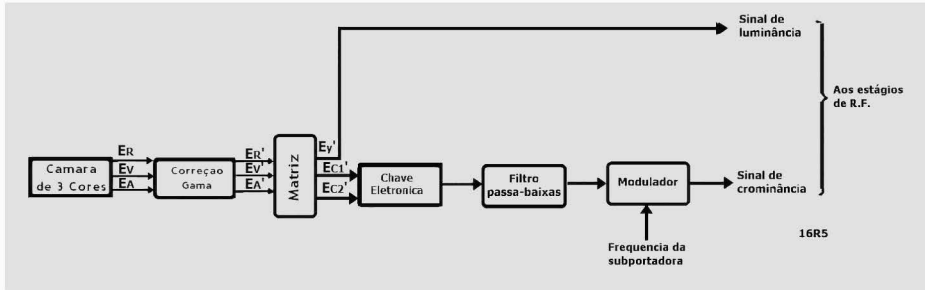 Sinal de
luminância
Aos estágios
de R.F.
Camara
de 3 Cores
ER
EV
EA
Correçao
Gama
ER'
EV'
EA'
Matriz
Ey'
EC1'
EC2'
Chave
Eletronica
Filtro
passa-baixas
Modulador
Sinal de
crominância
Frequencia da
subportadora
16R5